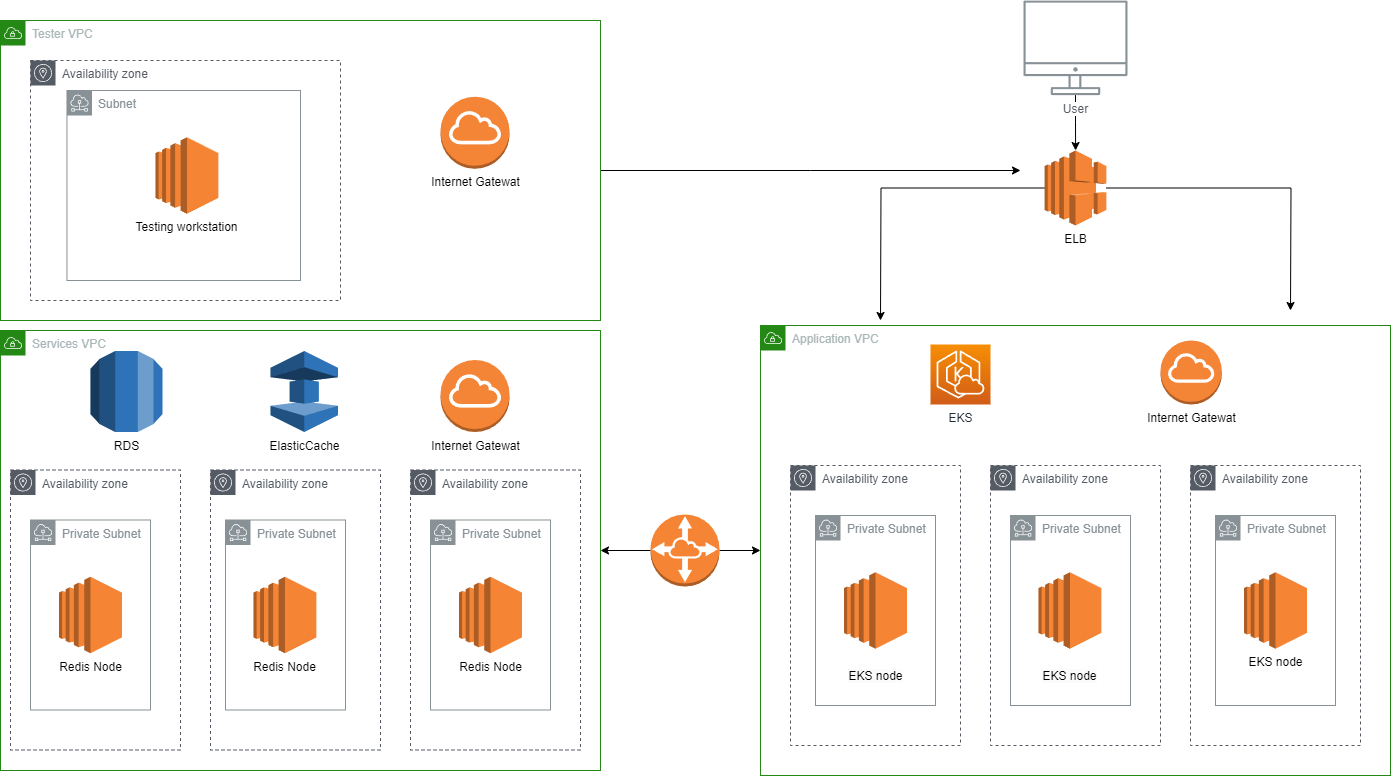 Tester VPC
Availability zone
Subnet
Testing workstation
Internet Gatewat
User
ELB
Services VPC
RDS
ElasticCache
Internet Gatewat
Availability zone
Private Subnet
Redis Node
Availability zone
Private Subnet
Redis Node
Availability zone
Private Subnet
Redis Node
Application VPC
K
EKS
Internet Gatewat
Availability zone
Private Subnet
EKS node
Availability zone
Private Subnet
EKS node
Availability zone
Private Subnet
EKS node